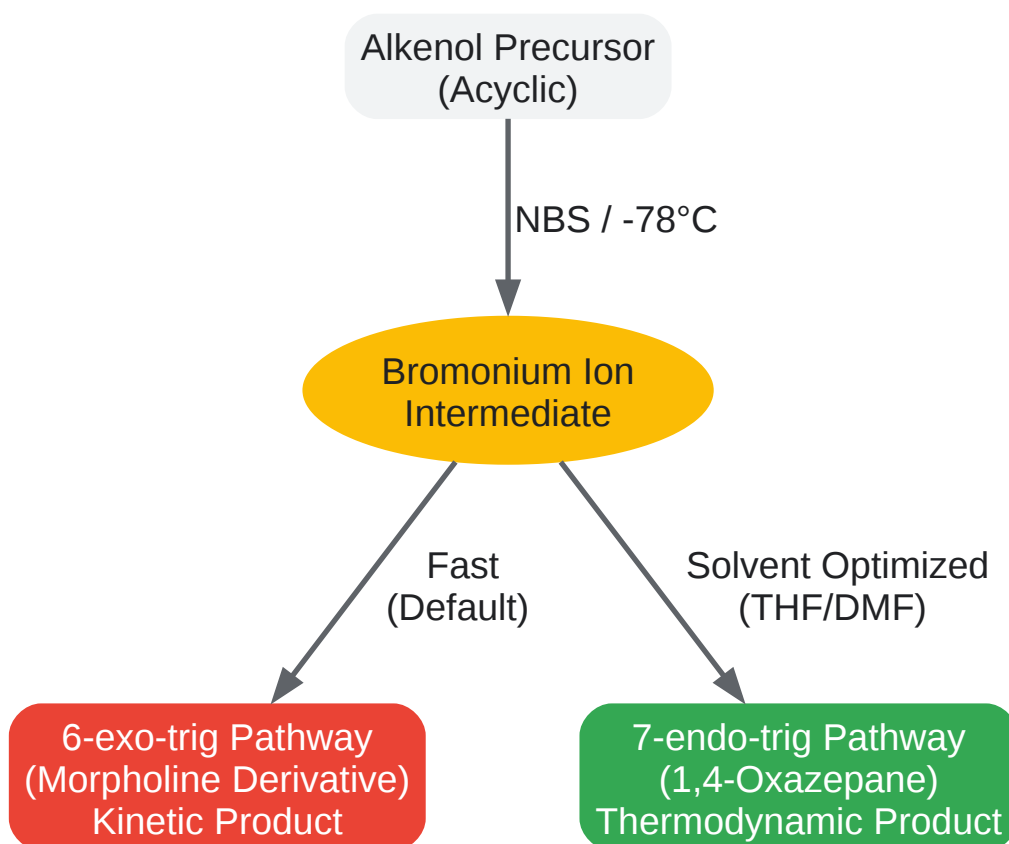 Alkenol Precursor
(Acyclic)
NBS / -78°C
Bromonium Ion
Intermediate
Fast
(Default)
Solvent Optimized
(THF/DMF)
6-exo-trig Pathway
(Morpholine Derivative)
Kinetic Product
7-endo-trig Pathway
(1,4-Oxazepane)
Thermodynamic Product